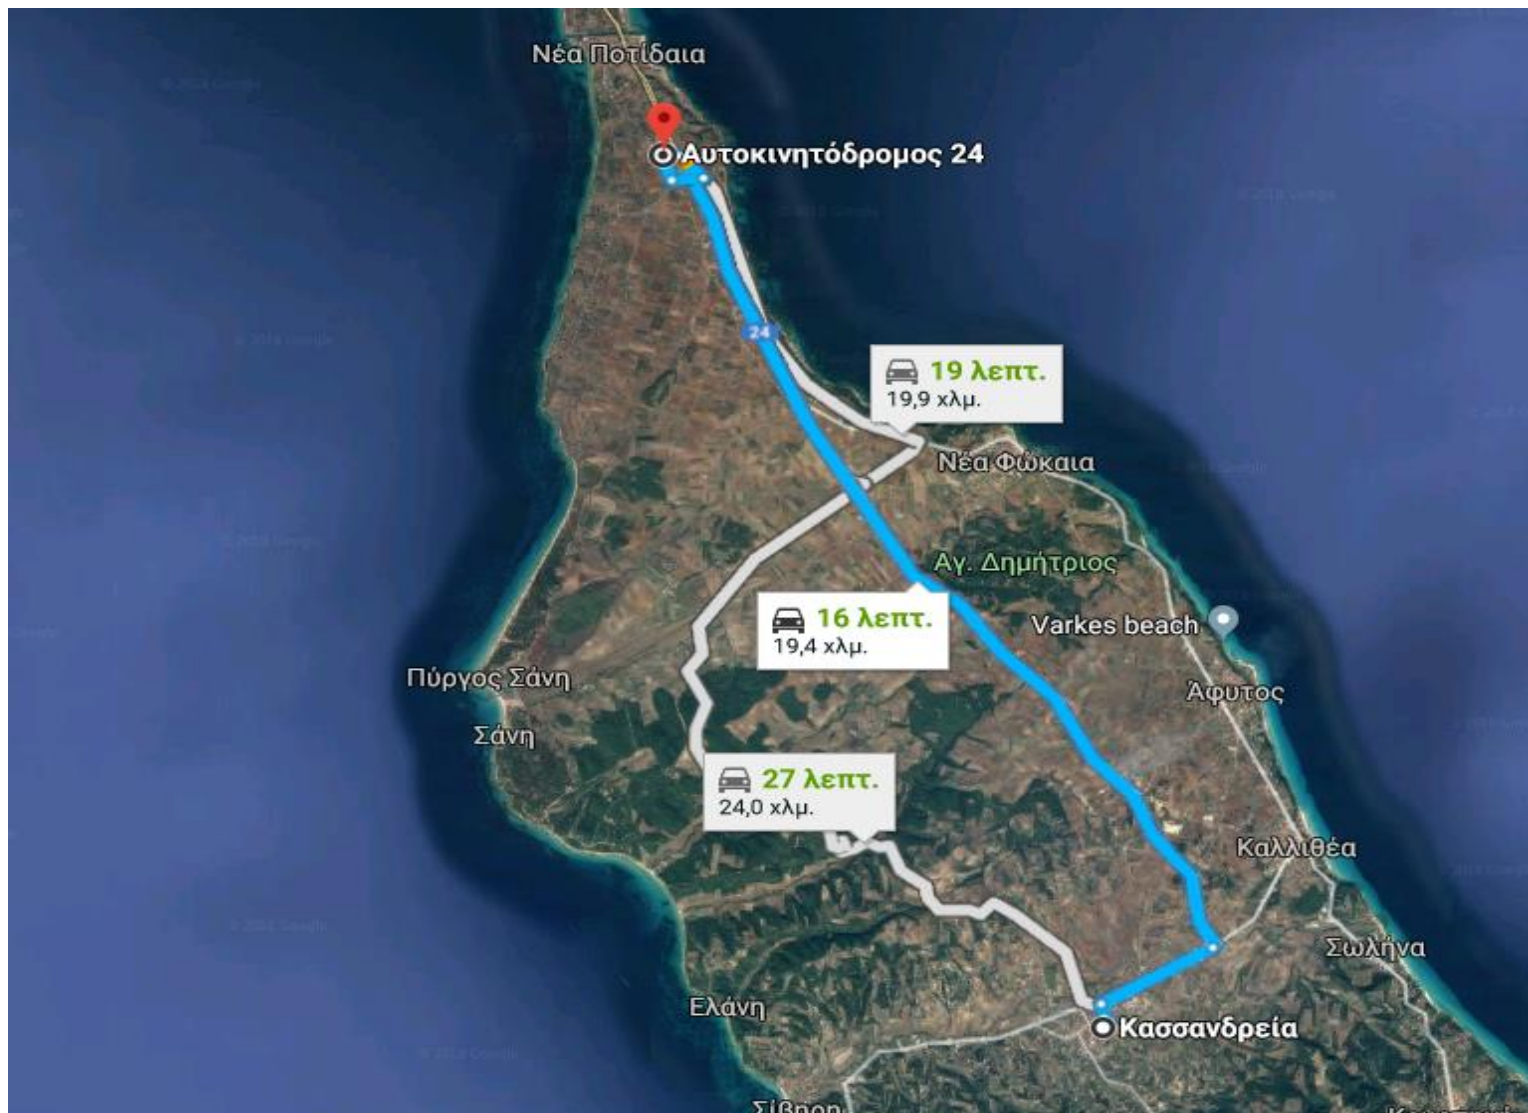 Νέα Ποτίδαια
Αυτοκινητόδρομος 24
24
19 λεπτ.
19,9 χλμ.
Νέα Φώκαια
Αγ. Δημήτριος
16 λεπτ.
19,4 χλμ.
Varkes beach
Πύργος Σάνη
Άφυτος
Σάνη
27 λεπτ.
24,0 χλμ.
Καλλιθέα
Σωλήνα
Ελάνη
Κασσανδρεία
Σίβηρη